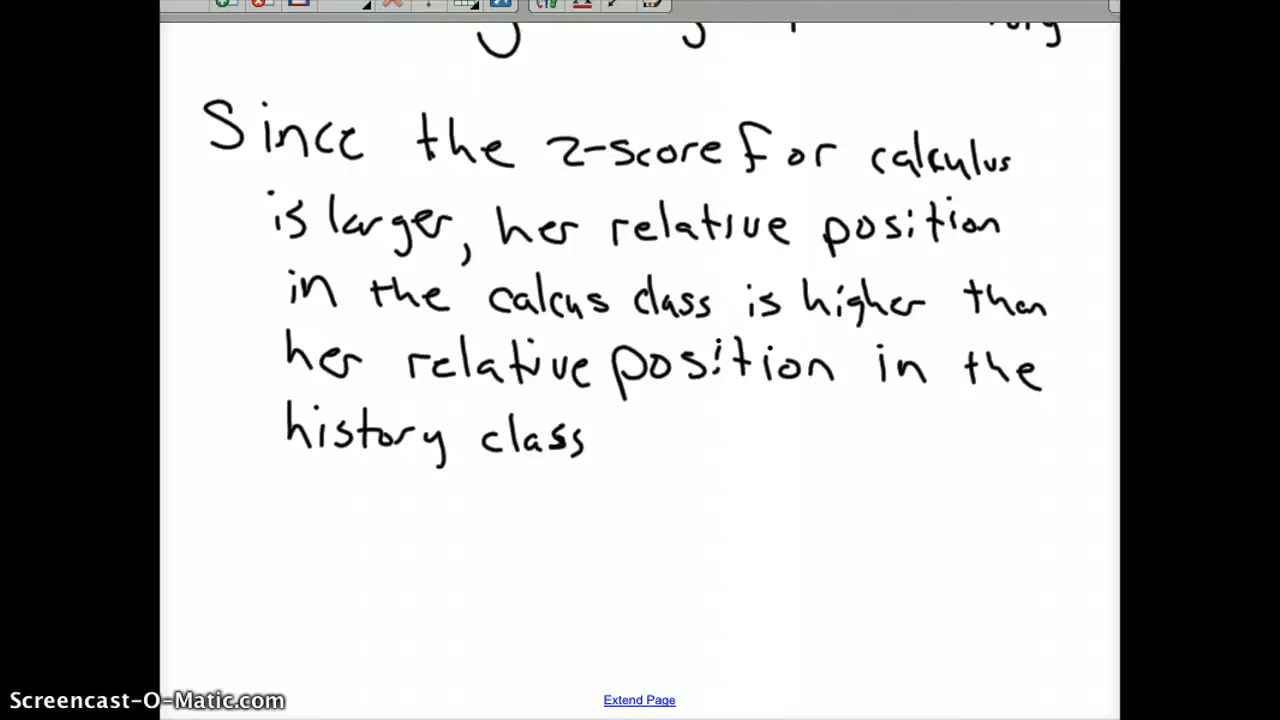 Since the z-score for calculus
is larger, her relative position
in the calcus class is higher than
her relative position in the
history class
Screencast-O-Matic.com
Extend Page